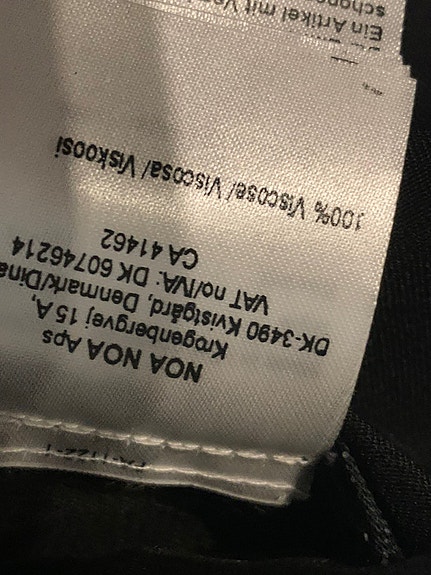 NOA NOA Aps
Krogenbergvej 15 A,
DK-3490 Kvistgård, Denmark/Dina
VAT no/IVA: DK 60746214
CA 41462
100% Viscose/ Viscosa/ Viskoosi
Ein Artikel mit